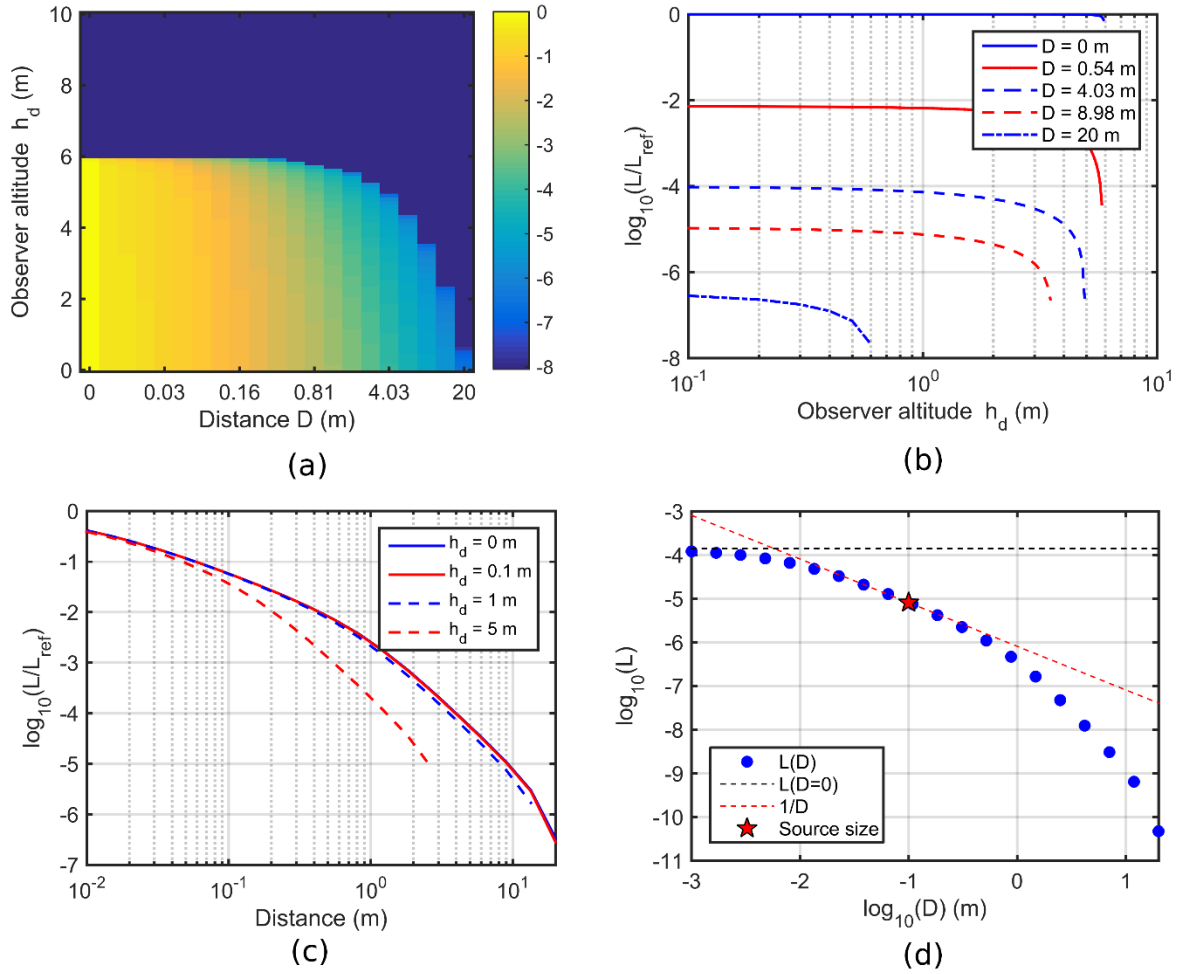 10
8
6
4
2
0
Observer altitude h_d (m)
0
0.03
0.16
0.81
4.03
20
Distance D (m)
0
-1
-2
-3
-4
-5
-6
-7
-8
(a)
0
-2
-4
-6
-8
log10(L/Lref)
D = 0 m
D = 0.54 m
D = 4.03 m
D = 8.98 m
D = 20 m
10^-1
10^0
10^1
Observer altitude h_d (m)
(b)
0
-1
-2
-3
-4
-5
-6
-7
log10(L/Lref)
h_d = 0 m
h_d = 0.1 m
h_d = 1 m
h_d = 5 m
10^-2
10^-1
10^0
10^1
Distance (m)
(c)
-3
-4
-5
-6
-7
-8
-9
-10
-11
log10(L)
L(D)
L(D=0)
1/D
Source size
-3
-2
-1
0
1
log10(D) (m)
(d)